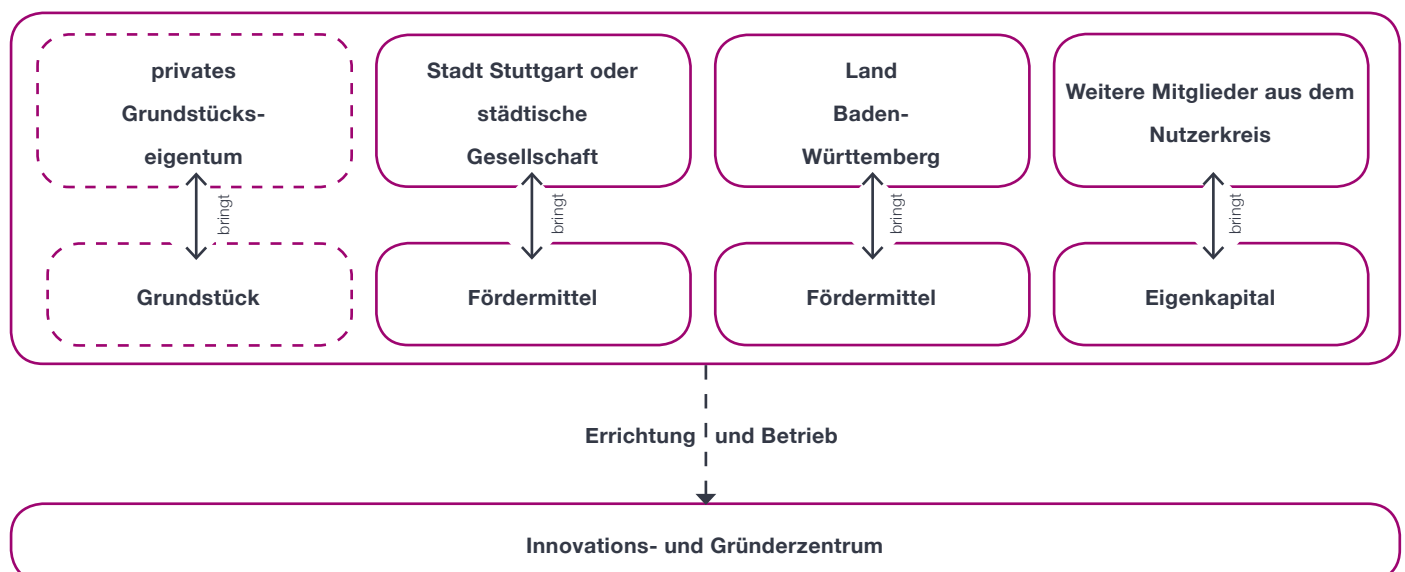 privates
Grundstücks-
eigentum
Stadt Stuttgart oder
städtische
Gesellschaft
Land
Baden-
Württemberg
Weitere Mitglieder aus dem
Nutzerkreis
bringt
bringt
bringt
bringt
Grundstück
Fördermittel
Fördermittel
Eigenkapital
Errichtung und Betrieb
Innovations- und Gründerzentrum